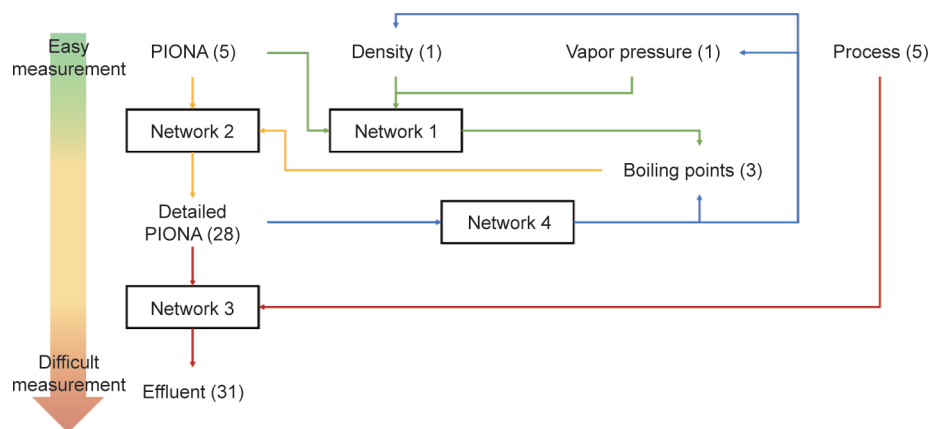 Easy
measurement
PIONA (5)
Density (1)
Vapor pressure (1)
Process (5)
Network 2
Network 1
Boiling points (3)
Detailed
PIONA (28)
Network 4
Network 3
Difficult
measurement
Effluent (31)